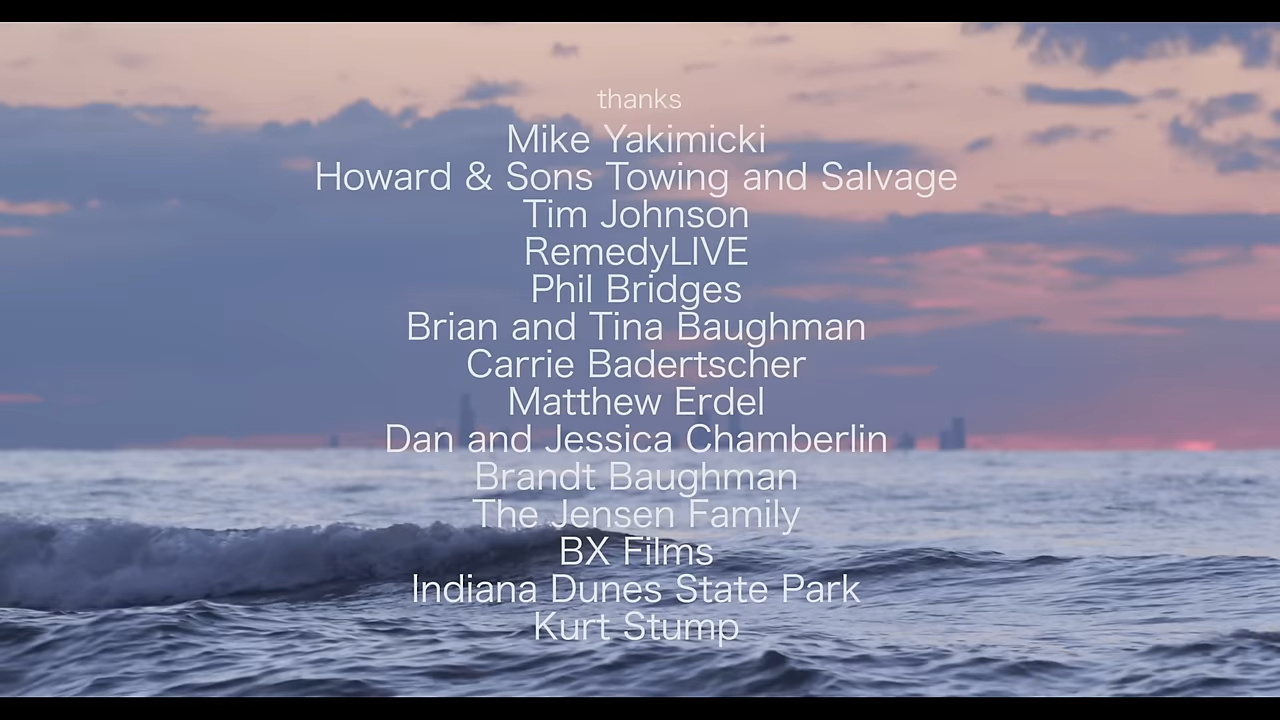 thanks
Mike Yakimicki
Howard & Sons Towing and Salvage
Tim Johnson
RemedyLIVE
Phil Bridges
Brian and Tina Baughman
Carrie Badertscher
Matthew Erdel
Dan and Jessica Chamberlin
Brandt Baughman
The Jensen Family
BX Films
Indiana Dunes State Park
Kurt Stump